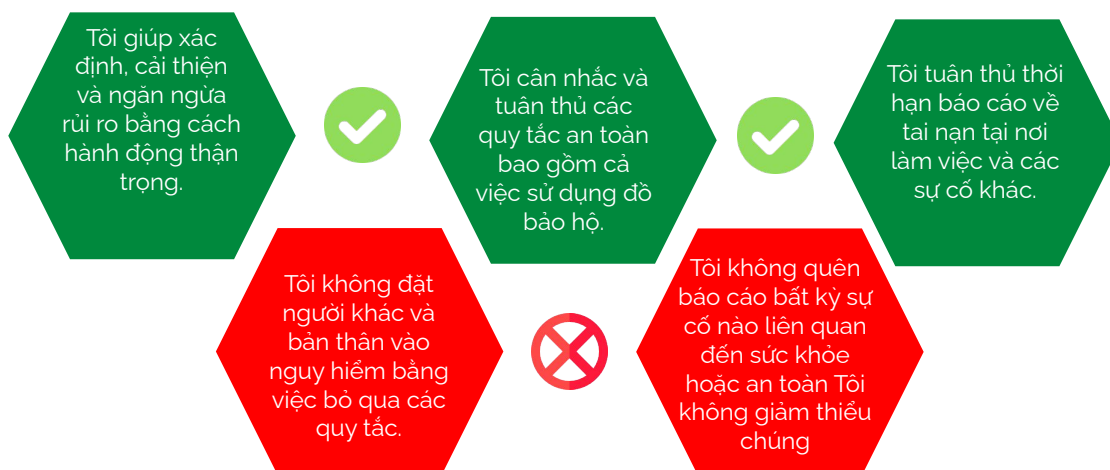 Tôi giúp xác
định, cải thiện
và ngăn ngừa
rủi ro bằng cách
hành động thận
trọng.
Tôi cân nhắc và
tuân thủ các
quy tắc an toàn
bao gồm cả
việc sử dụng đồ
bảo hộ.
Tôi tuân thủ thời
hạn báo cáo về
tai nạn tại nơi
làm việc và các
sự cố khác.
Tôi không đặt
người khác và
bản thân vào
nguy hiểm bằng
việc bỏ qua các
quy tắc.
Tôi không quên
báo cáo bất kỳ sự
cố nào liên quan
đến sức khỏe
hoặc an toàn Tôi
không giảm thiểu
chúng